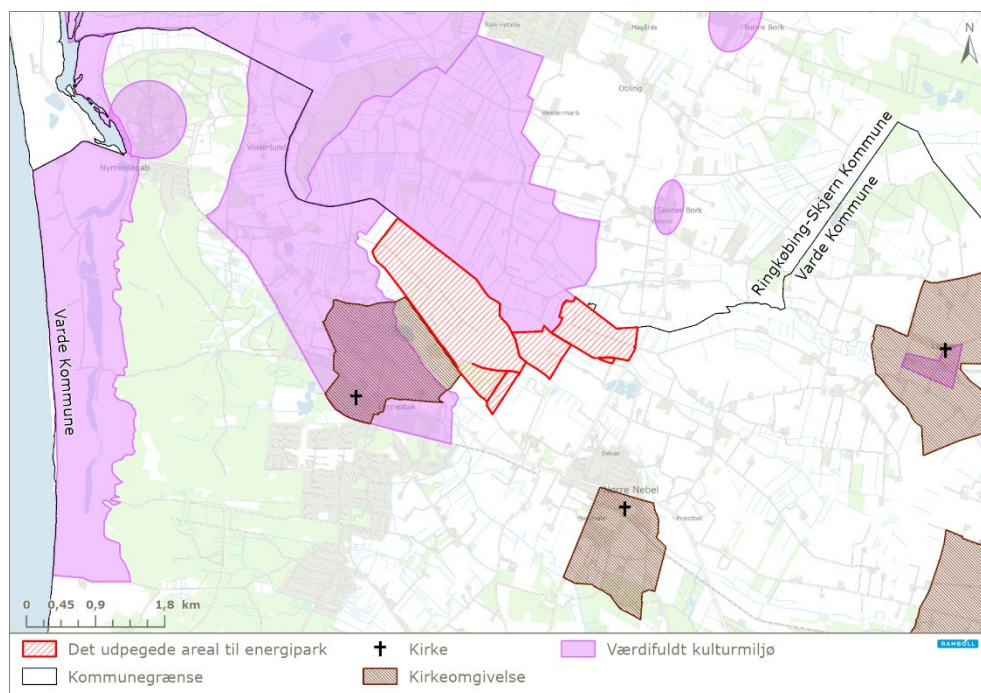 N
Nørre Bork
Obling
Vestermark
Vesterlund
Nymindegab
Sønder Bork
Ringkøbing-Skjern Kommune
Varde Kommune
Varde Kommune
Nørre Nebel
Præstbøl
0 0,45 0,9 1,8 km
Det udpegede areal til energipark
Kirke
Værdifuldt kulturmiljø
Kommunegrænse
Kirkeomgivelse
RAMBOLL